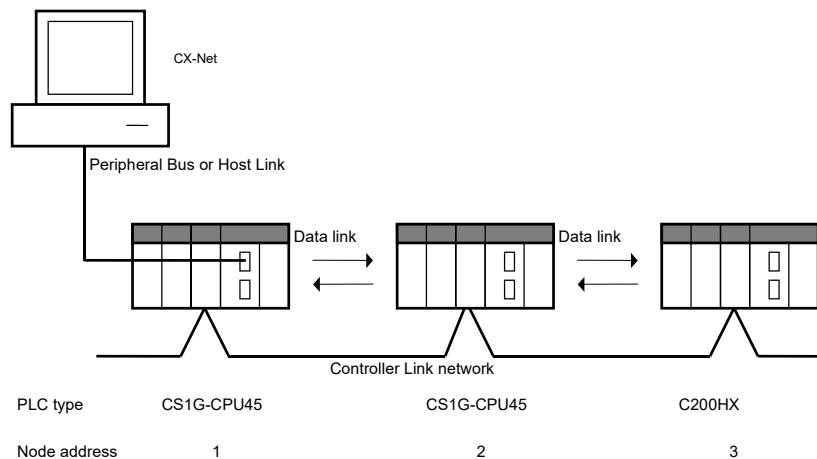 CX-Net
Peripheral Bus or Host Link
Data link
Data link
Controller Link network
PLC type CS1G-CPU45 CS1G-CPU45 C200HX
Node address 1 2 3